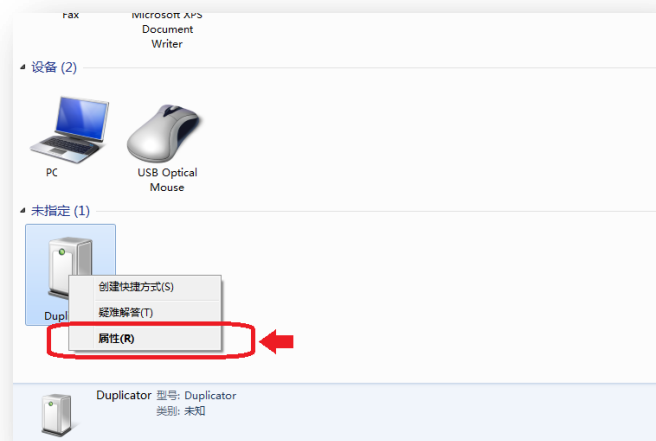 Fax
Microsoft XPS
Document
Writer
设备 (2)
PC
USB Optical
Mouse
未指定 (1)
Dupl
创建快捷方式(S)
疑难解答(T)
属性(R)
Duplicator 型号: Duplicator
类别: 未知